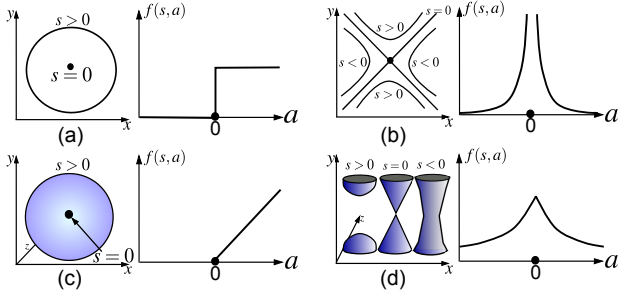 y
s > 0
s = 0
x
f(s,a)
0
a
(a)
y
s > 0
s = 0
s < 0
s < 0
s > 0
x
f(s,a)
0
a
(b)
y
s > 0
z
s = 0
x
f(s,a)
0
a
(c)
y
s > 0
s = 0
s < 0
z
x
f(s,a)
0
a
(d)